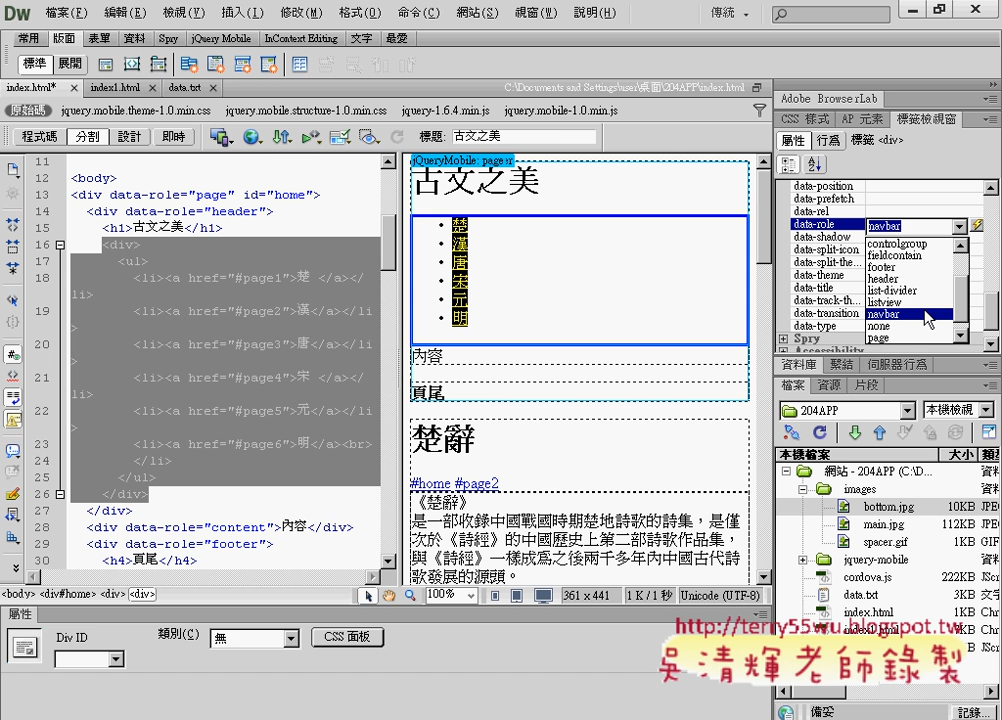 Dw 檔案(F) 編輯(E) 檢視(V) 插入(I) 修改(M) 格式(O) 命令(C) 網站(S) 視窗(W) 說明(H) 傳統
常用 版面 表單 資料 Spry jQuery Mobile InContext Editing 文字 最愛
標準 展開
index.html* index1.html data.txt C:\Documents and Settings\user\桌面\204APP\index.html
原始碼 jquery.mobile.theme-1.0.min.css jquery.mobile.structure-1.0.min.css jquery-1.6.4.min.js jquery.mobile-1.0.min.js
程式碼 分割 設計 即時 標題: 古文之美
11
12 <body>
13 <div data-role="page" id="home">
14 <div data-role="header">
15 <h1>古文之美</h1>
16 <div>
17 <ul>
18 <li><a href="#page1">楚 </a></
li>
19 <li><a href="#page2">漢</a></li
>
20 <li><a href="#page3">唐</a></li
>
21 <li><a href="#page4">宋 </a></
li>
22 <li><a href="#page5">元</a></li
>
23 <li><a href="#page6">明</a><br>
24 </li>
25 </ul>
26 </div>
27 </div>
28 <div data-role="content">內容</div>
29 <div data-role="footer">
30 <h4>頁尾</h4>
jQueryMobile: page
古文之美
楚
漢
唐
宋
元
明
內容
頁尾
楚辭
#home #page2
《楚辭》
是一部收錄中國戰國時期楚地詩歌的詩集，是僅
次於《詩經》的中國歷史上第二部詩歌作品集，
與《詩經》一樣成為之後兩千多年內中國古代詩
歌發展的源頭。
<body> <div#home> <div> <div>
100% 361 x 441 1 K / 1 秒 Unicode (UTF-8)
屬性
Div ID 類別(C) 無 CSS 面板
Adobe BrowserLab
CSS 樣式 AP 元素 標籤檢視窗
屬性 行為 標籤 <div>
data-position
data-prefetch
data-rel
data-role navbar
data-shadow
data-split-icon
data-split-the...
data-theme
data-title
data-track-th...
data-transition
data-type
Spry
Accessibility
controlgroup
fieldcontain
footer
header
list-divider
listview
navbar
none
page
資料庫 繫結 伺服器行為
檔案 資源 片段
204APP 本機檢視
本機檔案 大小 類型
網站 - 204APP (C:\D... 資料
images 資料
bottom.jpg 10KB JPE
main.jpg 112KB JPE
spacer.gif 1KB GIF
jquery-mobile 資料
cordova.js 222KB JSc
data.txt 3KB 文字
index.html 1KB Chr
備妥 記錄...
http://terry55wu.blogspot.tw
吳清輝老師錄製